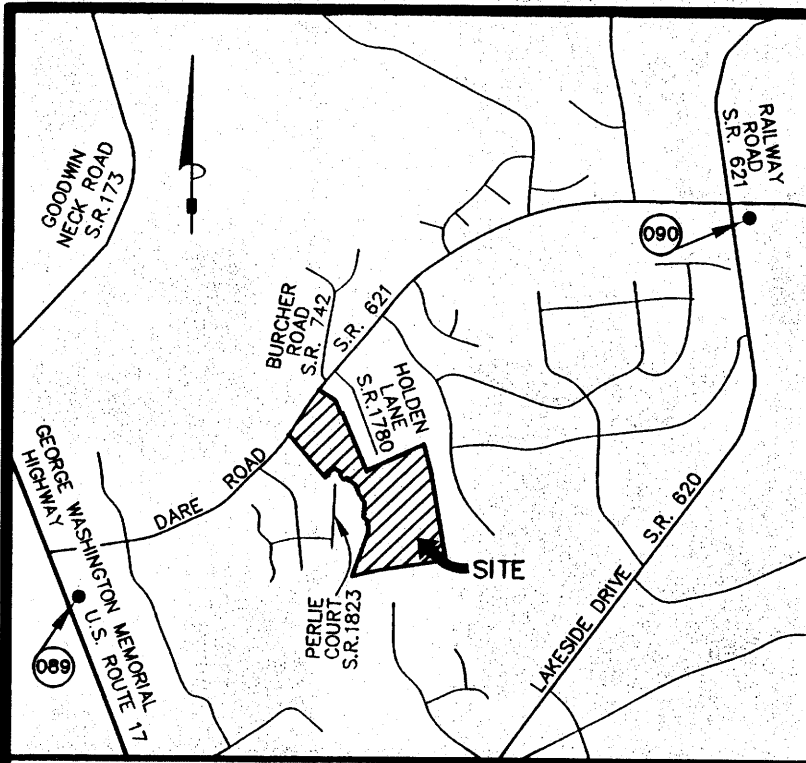 RAILWAY
ROAD
S.R. 621
GOODWIN
NECK ROAD
S.R.173
090
BURCHER
ROAD
S.R. 742
S.R. 621
HOLDEN
LANE
S.R.1780
GEORGE WASHINGTON MEMORIAL
HIGHWAY
U.S. ROUTE 17
DARE ROAD
S.R. 620
SITE
LAKESIDE DRIVE
PERLIE
COURT
S.R.1823
089